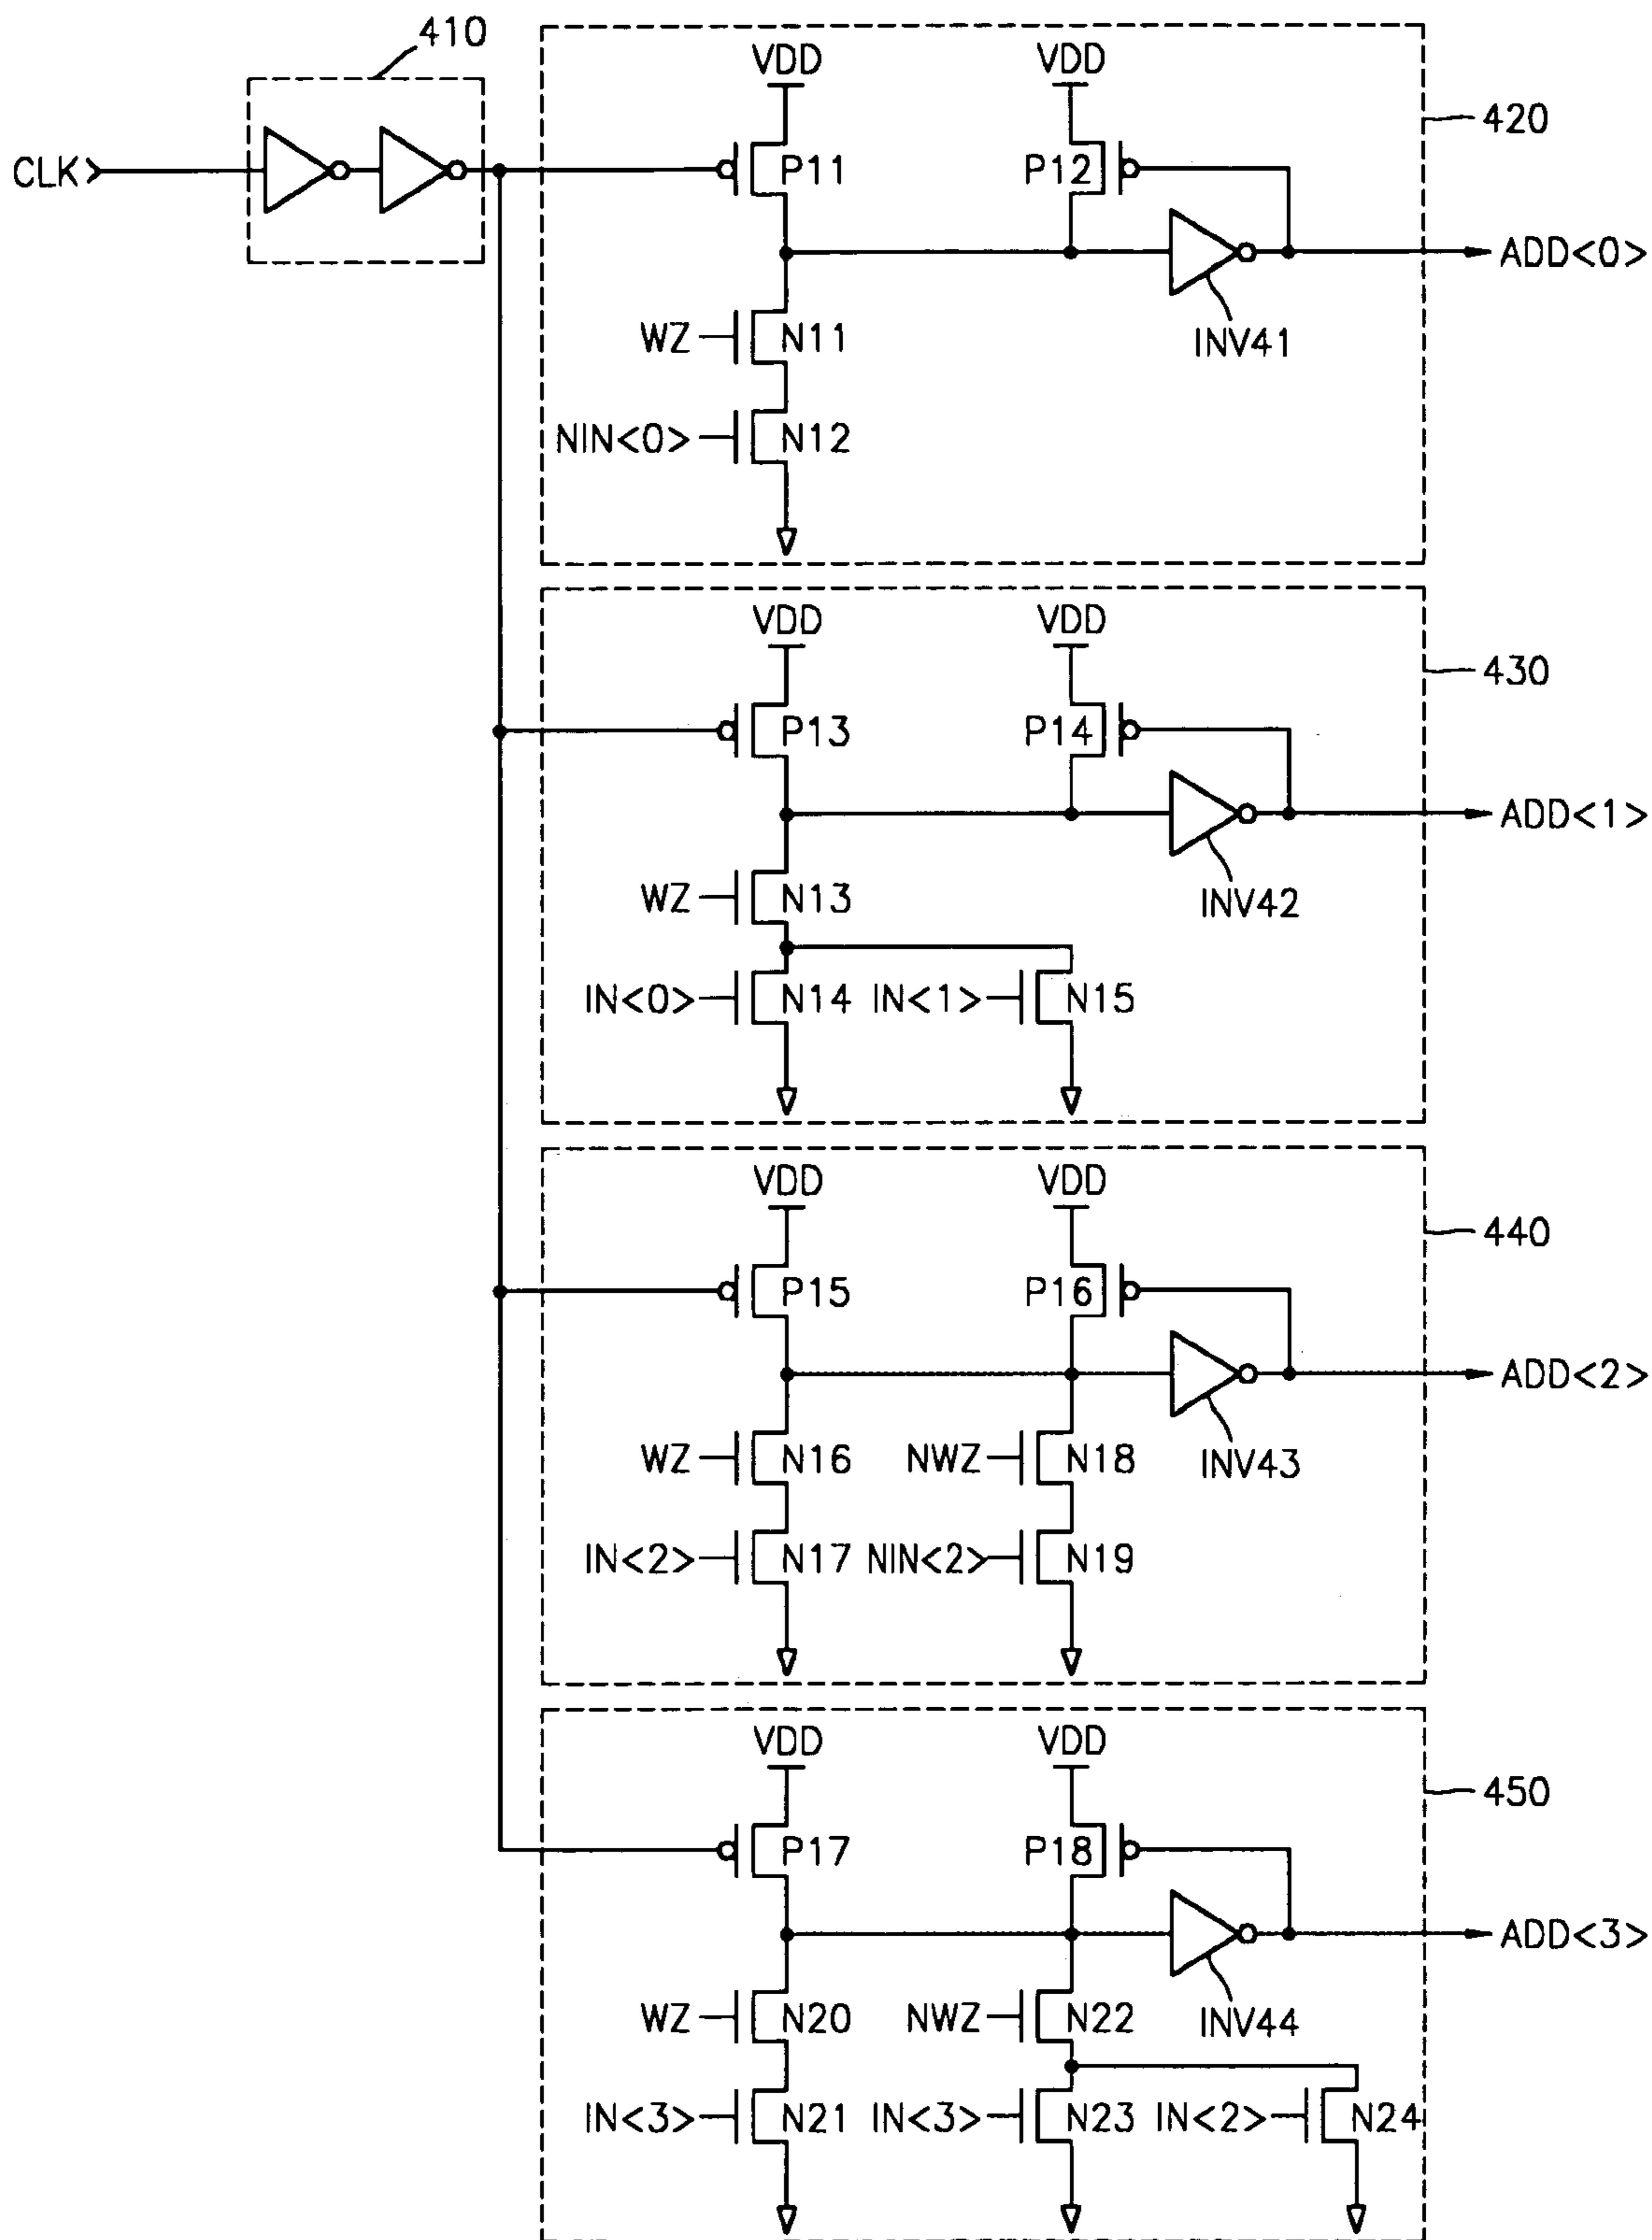 410
CLK
VDD
VDD
420
P11
P12
ADD<0>
INV41
WZ
N11
NIN<0>
N12
VDD
VDD
430
P13
P14
ADD<1>
INV42
WZ
N13
IN<0>
N14
IN<1>
N15
VDD
VDD
440
P15
P16
ADD<2>
INV43
WZ
N16
NWZ
N18
IN<2>
N17
NIN<2>
N19
VDD
VDD
450
P17
P18
ADD<3>
INV44
WZ
N20
NWZ
N22
IN<3>
N21
IN<3>
N23
IN<2>
N24